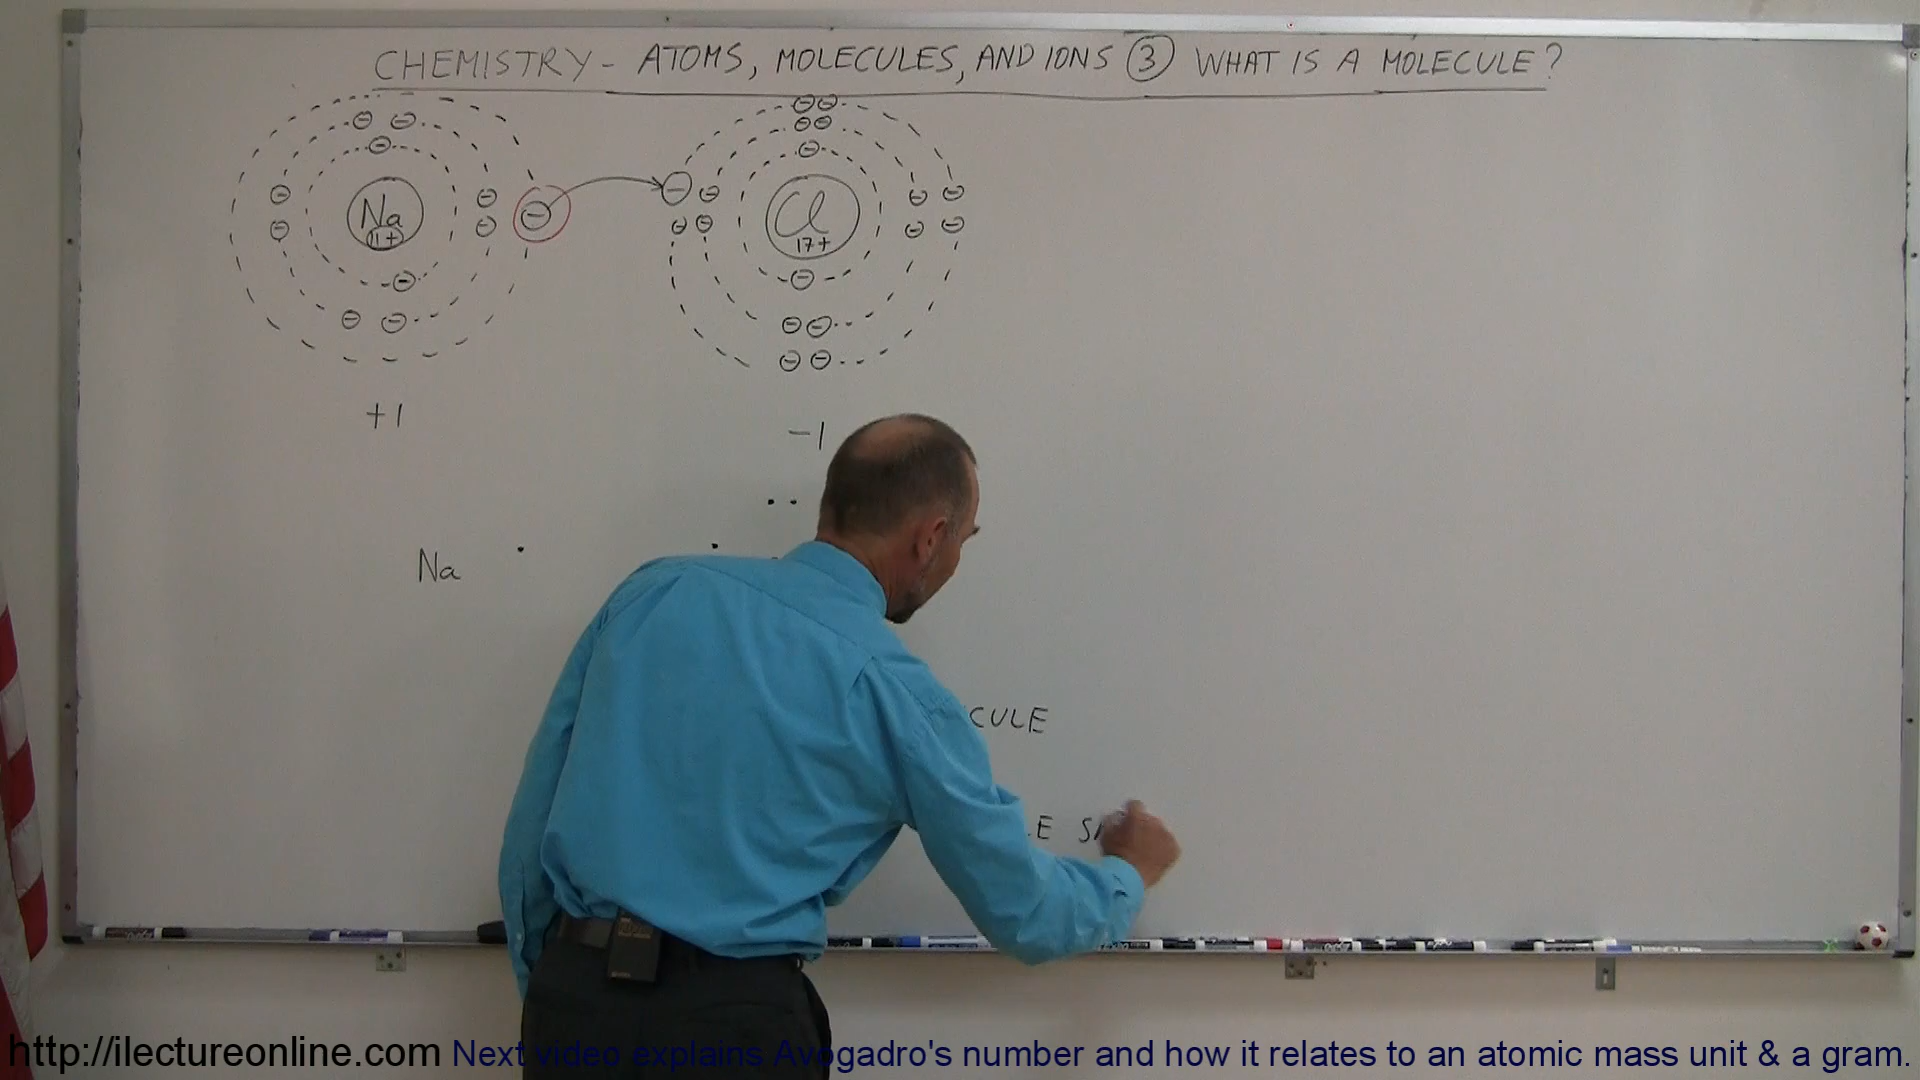 CHEMISTRY - ATOMS, MOLECULES, AND IONS ③ WHAT IS A MOLECULE?
Na
11+
Cl
17+
+1
-1
Na
http://ilectureonline.com Next video explains Avogadro's number and how it relates to an atomic mass unit & a gram.